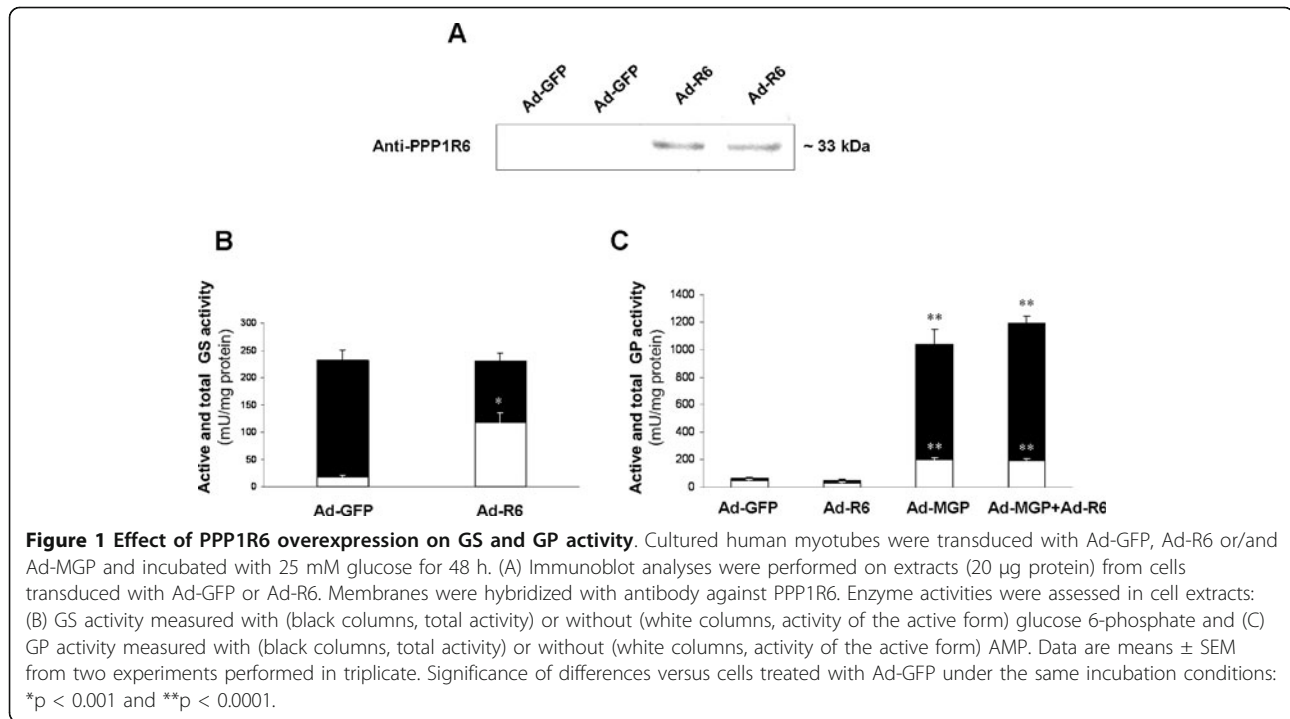 A
Ad-GFP Ad-GFP Ad-R6 Ad-R6
Anti-PPP1R6 ~ 33 kDa
B
Active and total GS activity
(mU/mg protein)
300
250
200
150
100
50
0
*
Ad-GFP Ad-R6
C
Active and total GP activity
(mU/mg protein)
1400
1200
1000
800
600
400
200
0
** **
** **
Ad-GFP Ad-R6 Ad-MGP Ad-MGP+Ad-R6
Figure 1 Effect of PPP1R6 overexpression on GS and GP activity. Cultured human myotubes were transduced with Ad-GFP, Ad-R6 or/and
Ad-MGP and incubated with 25 mM glucose for 48 h. (A) Immunoblot analyses were performed on extracts (20 μg protein) from cells
transduced with Ad-GFP or Ad-R6. Membranes were hybridized with antibody against PPP1R6. Enzyme activities were assessed in cell extracts:
(B) GS activity measured with (black columns, total activity) or without (white columns, activity of the active form) glucose 6-phosphate and (C)
GP activity measured with (black columns, total activity) or without (white columns, activity of the active form) AMP. Data are means ± SEM
from two experiments performed in triplicate. Significance of differences versus cells treated with Ad-GFP under the same incubation conditions:
*p < 0.001 and **p < 0.0001.